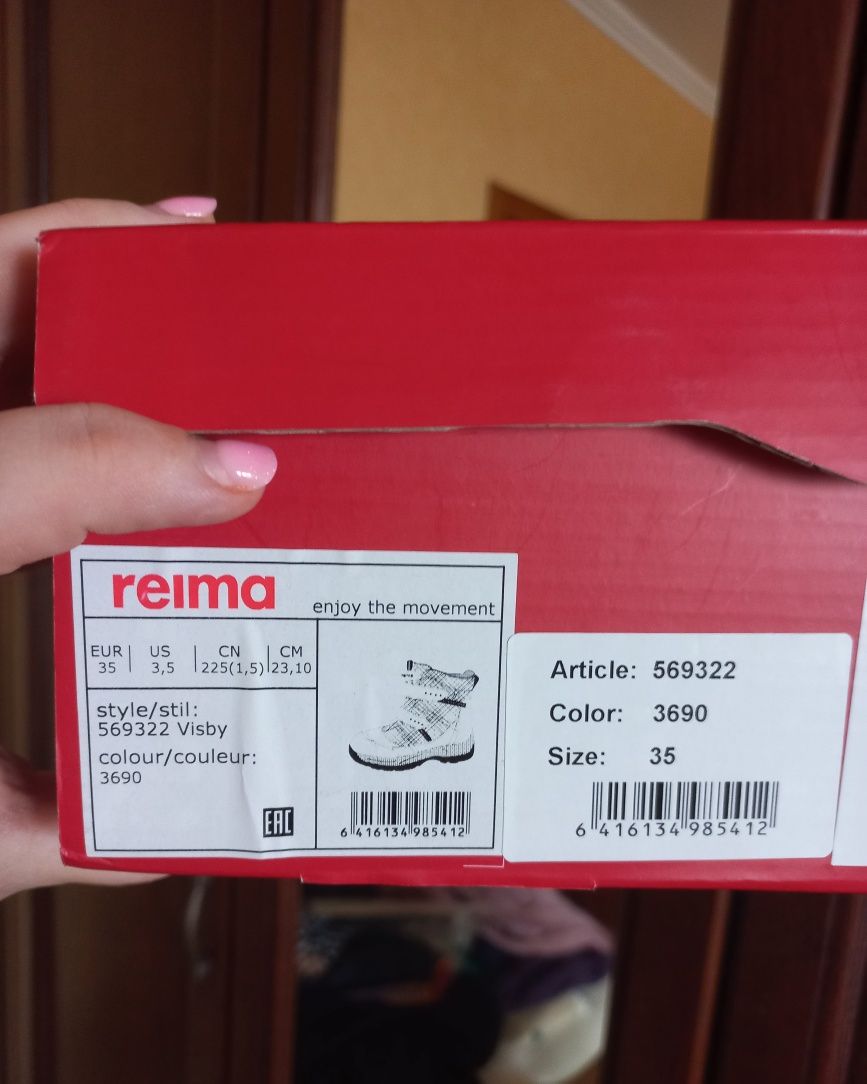 reima
enjoy the movement
EUR | US | CN | CM
35 | 3,5 | 225(1,5) | 23,10
style/stil:
569322 Visby
colour/couleur:
3690
EAC
6 416134 985412
Article: 569322
Color: 3690
Size: 35
6 416134 985412